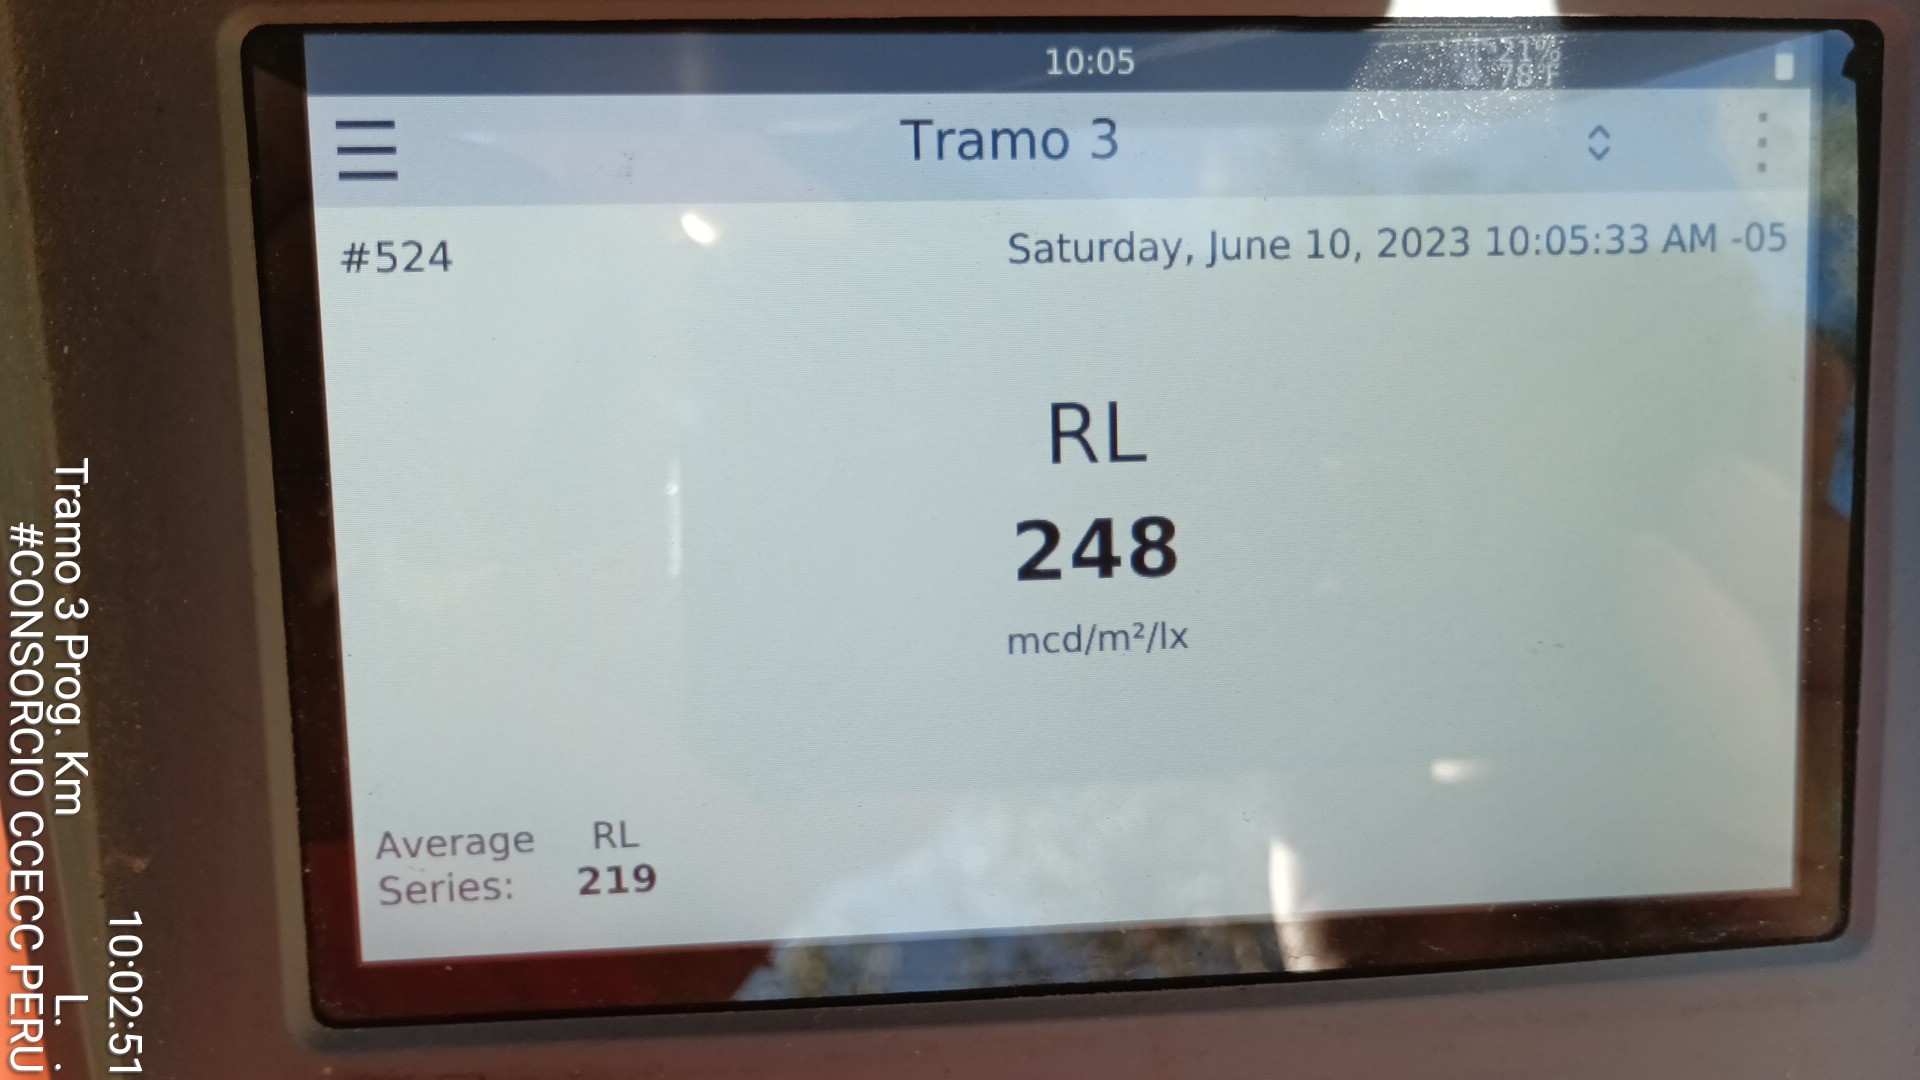 10:05
21%
78°F
Tramo 3
#524
Saturday, June 10, 2023 10:05:33 AM -05
RL
248
mcd/m²/lx
Average RL
Series: 219
10:02:51
Tramo 3 Prog. Km L. .
#CONSORCIO CCECC PERU